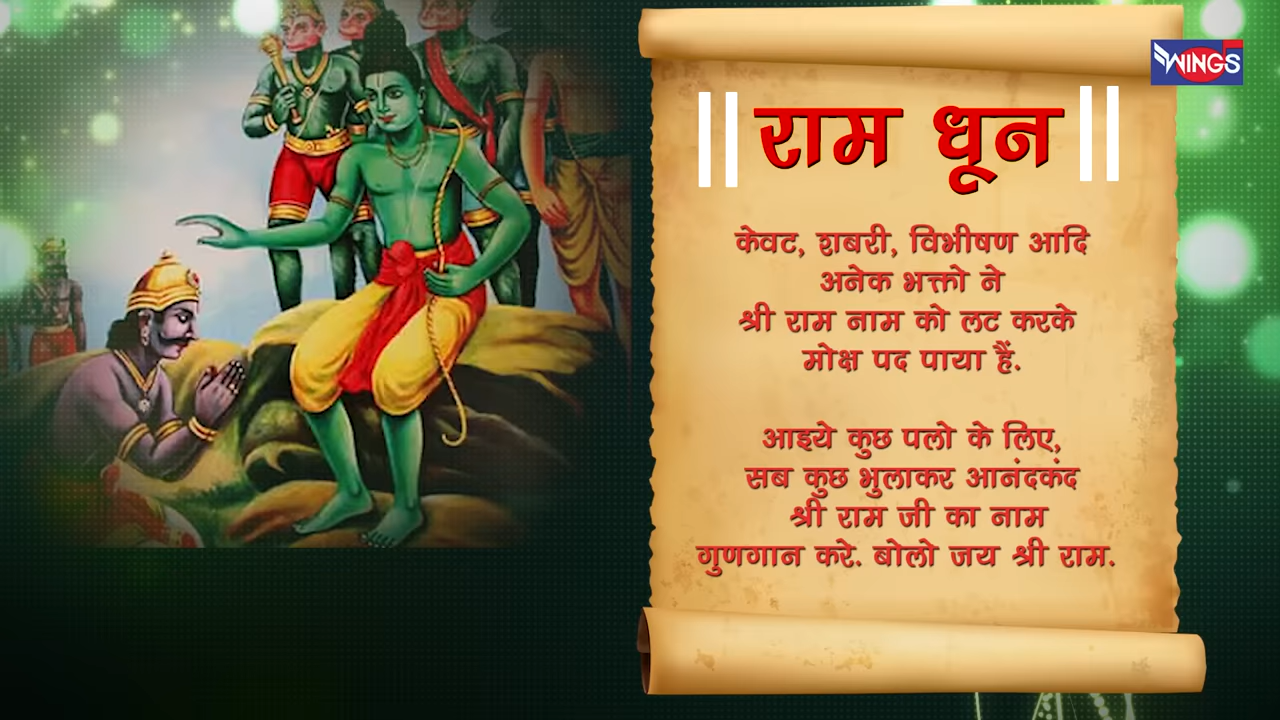 WINGS
|| राम धून ||
केवट, शबरी, विभीषण आदि
अनेक भक्तो ने
श्री राम नाम को लट करके
मोक्ष पद पाया हैं.
आइये कुछ पलो के लिए,
सब कुछ भुलाकर आनंदकंद
श्री राम जी का नाम
गुणगान करे. बोलो जय श्री राम.